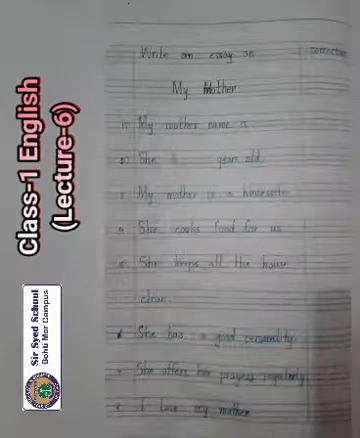 Class-1 English
(Lecture-6)
Sir Syed School
Bohti Mor Campus
Write an essay on
My Mother
1) My mother name is
2) She is years old
3 My mother is a housewife
4 She cooks food for us
5 She keeps all the house
clean.
6 She has a good personality
7 She offers her prayers regularly
8 I love my mother